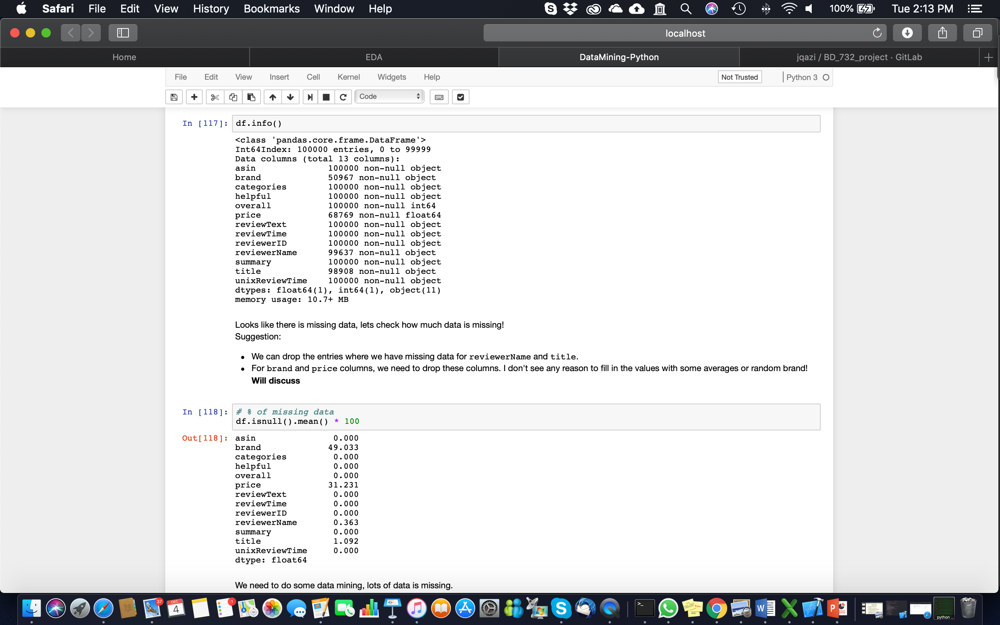 Safari File Edit View History Bookmarks Window Help 100% Tue 2:13 PM
localhost
Home EDA DataMining-Python jqazi / BD_732_project · GitLab
File Edit View Insert Cell Kernel Widgets Help Not Trusted Python 3
Code
In [117]: df.info()
<class 'pandas.core.frame.DataFrame'>
Int64Index: 100000 entries, 0 to 99999
Data columns (total 13 columns):
asin 100000 non-null object
brand 50967 non-null object
categories 100000 non-null object
helpful 100000 non-null object
overall 100000 non-null int64
price 68769 non-null float64
reviewText 100000 non-null object
reviewTime 100000 non-null object
reviewerID 100000 non-null object
reviewerName 99637 non-null object
summary 100000 non-null object
title 98908 non-null object
unixReviewTime 100000 non-null object
dtypes: float64(1), int64(1), object(11)
memory usage: 10.7+ MB
Looks like there is missing data, lets check how much data is missing!
Suggestion:
• We can drop the entries where we have missing data for reviewerName and title.
• For brand and price columns, we need to drop these columns. I don't see any reason to fill in the values with some averages or random brand!
Will discuss
In [118]: # % of missing data
df.isnull().mean() * 100
Out[118]: asin 0.000
brand 49.033
categories 0.000
helpful 0.000
overall 0.000
price 31.231
reviewText 0.000
reviewTime 0.000
reviewerID 0.000
reviewerName 0.363
summary 0.000
title 1.092
unixReviewTime 0.000
dtype: float64
We need to do some data mining, lots of data is missing.
37 DEC 4 1 python ...